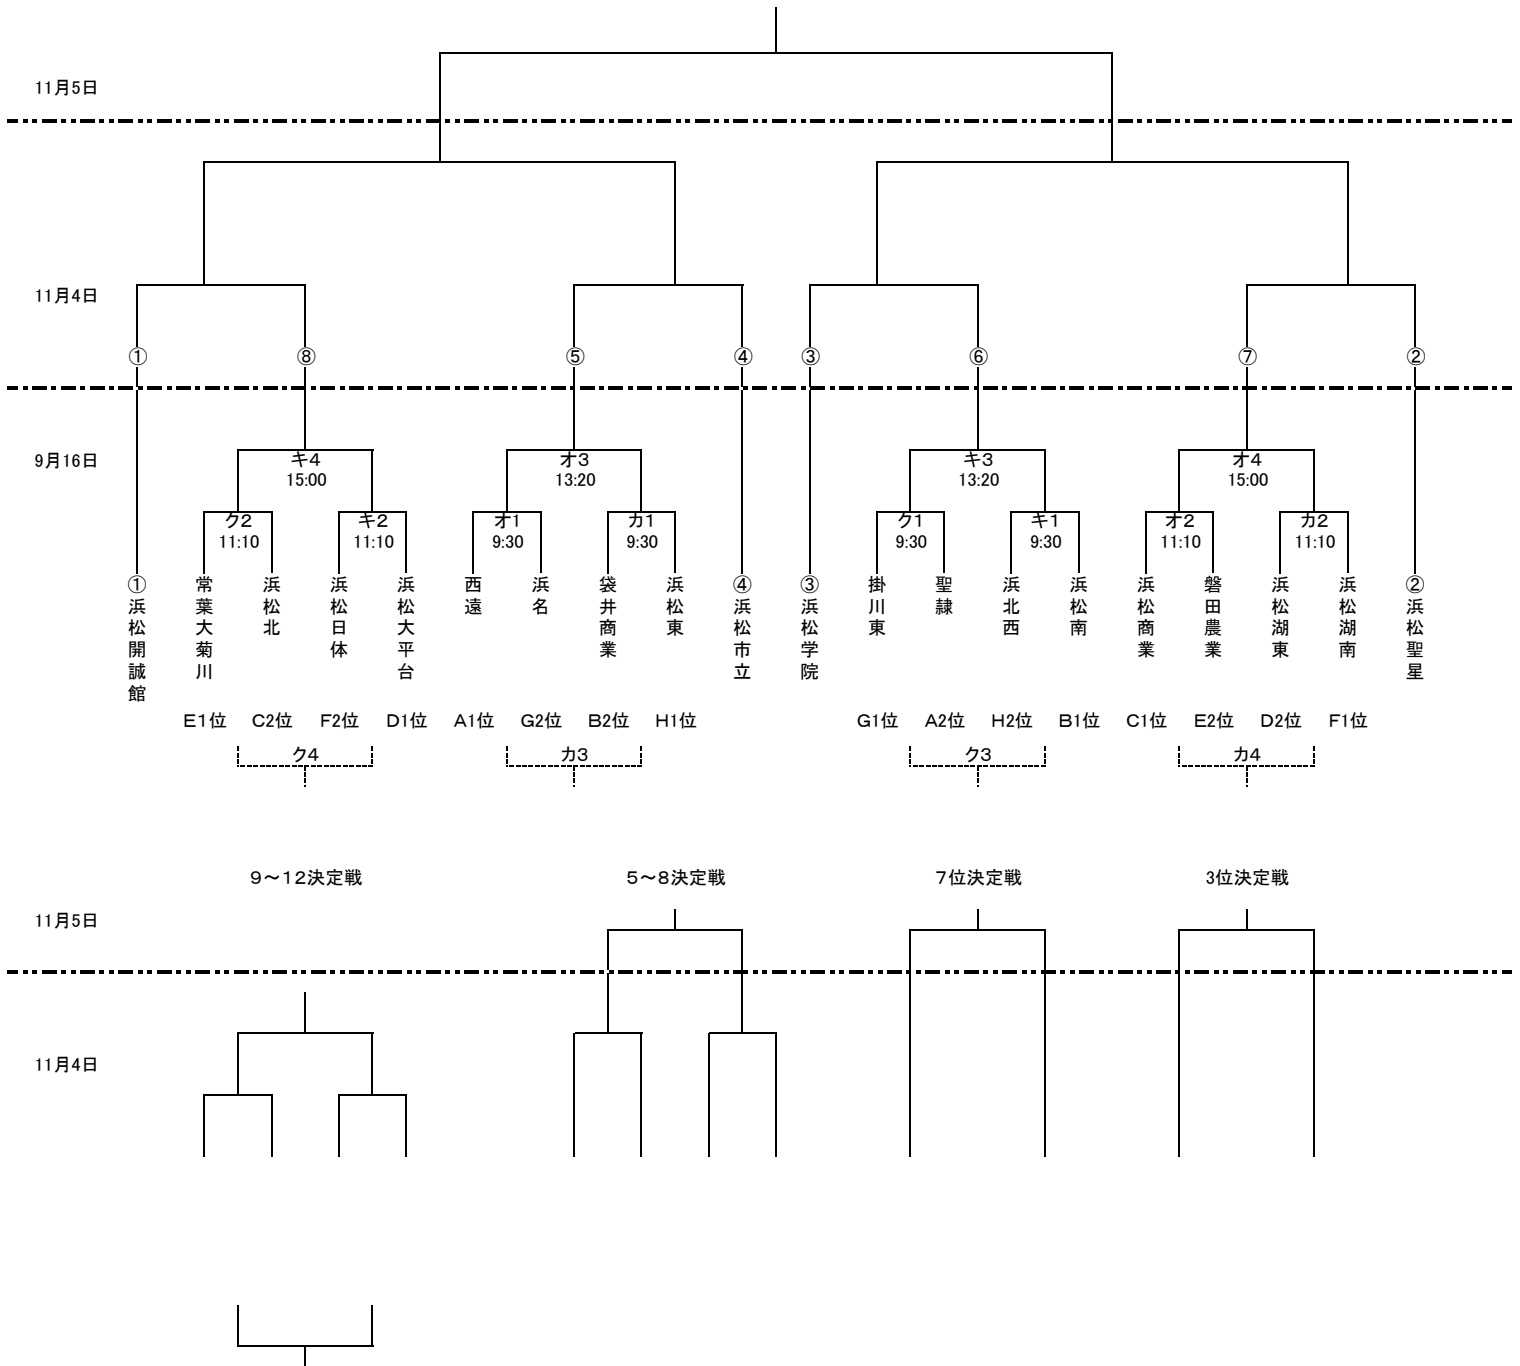 11月5日
11月4日
① ⑧ ⑤ ④ ③ ⑥ ⑦ ②
9月16日
キ4 オ3 キ3 オ4
15:00 13:20 13:20 15:00
ク2 キ2 オ1 カ1 ク1 キ1 オ2 カ2
11:10 11:10 9:30 9:30 9:30 9:30 11:10 11:10
①浜松開誠館
常葉大菊川
浜松北
浜松日体
浜松大平台
西遠
浜名
袋井商業
浜松東
④浜松市立
③浜松学院
掛川東
聖隷
浜北西
浜松南
浜松商業
磐田農業
浜松湖東
浜松湖南
②浜松聖星
E1位 C2位 F2位 D1位 A1位 G2位 B2位 H1位 G1位 A2位 H2位 B1位 C1位 E2位 D2位 F1位
ク4 カ3 ク3 カ4
９～１２決定戦 ５～８決定戦 ７位決定戦 3位決定戦
11月5日
11月4日